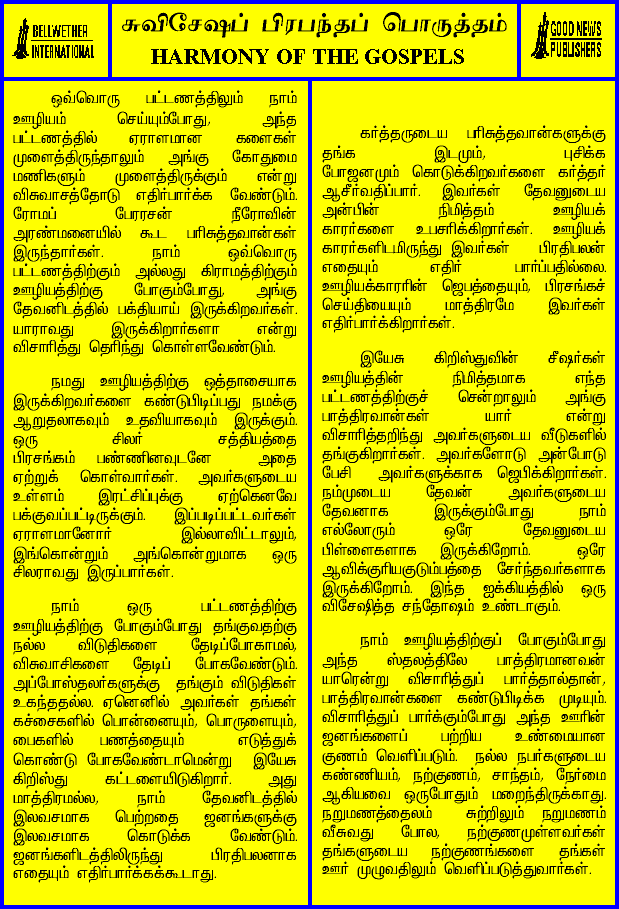 BELLWETHER
INTERNATIONAL
சுவிசேஷப் பிரபந்தப் பொருத்தம்
HARMONY OF THE GOSPELS
GOOD NEWS
PUBLISHERS
ஒவ்வொரு பட்டணத்திலும் நாம்
ஊழியம் செய்யும்போது, அந்த
பட்டணத்தில் ஏராளமான களைகள்
முளைத்திருந்தாலும் அங்கு கோதுமை
மணிகளும் முளைத்திருக்கும் என்று
விசுவாசத்தோடு எதிர்பார்க்க வேண்டும்.
ரோமப் பேரரசன் நீரோவின்
அரண்மனையில் கூட பரிசுத்தவான்கள்
இருந்தார்கள். நாம் ஒவ்வொரு
பட்டணத்திற்கும் அல்லது கிராமத்திற்கும்
ஊழியத்திற்கு போகும்போது, அங்கு
தேவனிடத்தில் பக்தியாய் இருக்கிறவர்கள்.
யாராவது இருக்கிறார்களா என்று
விசாரித்து தெரிந்து கொள்ளவேண்டும்.
நமது ஊழியத்திற்கு ஒத்தாசையாக
இருக்கிறவர்களை கண்டுபிடிப்பது நமக்கு
ஆறுதலாகவும் உதவியாகவும் இருக்கும்.
ஒரு சிலர் சத்தியத்தை
பிரசங்கம் பண்ணினவுடனே அதை
ஏற்றுக் கொள்வார்கள். அவர்களுடைய
உள்ளம் இரட்சிப்புக்கு ஏற்கெனவே
பக்குவப்பட்டிருக்கும். இப்படிப்பட்டவர்கள்
ஏராளமானோர் இல்லாவிட்டாலும்,
இங்கொன்றும் அங்கொன்றுமாக ஒரு
சிலராவது இருப்பார்கள்.
நாம் ஒரு பட்டணத்திற்கு
ஊழியத்திற்கு போகும்போது தங்குவதற்கு
நல்ல விடுதிகளை தேடிப்போகாமல்,
விசுவாசிகளை தேடிப் போகவேண்டும்.
அப்போஸ்தலர்களுக்கு தங்கும் விடுதிகள்
உகந்ததல்ல. ஏனெனில் அவர்கள் தங்கள்
கச்சைகளில் பொன்னையும், பொருளையும்,
பைகளில் பணத்தையும் எடுத்துக்
கொண்டு போகவேண்டாமென்று இயேசு
கிறிஸ்து கட்டளையிடுகிறார். அது
மாத்திரமல்ல, நாம் தேவனிடத்தில்
இலவசமாக பெற்றதை ஜனங்களுக்கு
இலவசமாக கொடுக்க வேண்டும்.
ஜனங்களிடத்திலிருந்து பிரதிபலனாக
எதையும் எதிர்பார்க்கக்கூடாது.
கர்த்தருடைய பரிசுத்தவான்களுக்கு
தங்க இடமும், புசிக்க
போஜனமும் கொடுக்கிறவர்களை கர்த்தர்
ஆசீர்வதிப்பார். இவர்கள் தேவனுடைய
அன்பின் நிமித்தம் ஊழியக்
காரர்களை உபசரிக்கிறார்கள். ஊழியக்
காரர்களிடமிருந்து இவர்கள் பிரதிபலன்
எதையும் எதிர் பார்ப்பதில்லை.
ஊழியக்காரரின் ஜெபத்தையும், பிரசங்கச்
செய்தியையும் மாத்திரமே இவர்கள்
எதிர்பார்க்கிறார்கள்.
இயேசு கிறிஸ்துவின் சீஷர்கள்
ஊழியத்தின் நிமித்தமாக எந்த
பட்டணத்திற்குச் சென்றாலும் அங்கு
பாத்திரவான்கள் யார் என்று
விசாரித்தறிந்து அவர்களுடைய வீடுகளில்
தங்குகிறார்கள். அவர்களோடு அன்போடு
பேசி அவர்களுக்காக ஜெபிக்கிறார்கள்.
நம்முடைய தேவன் அவர்களுடைய
தேவனாக இருக்கும்போது நாம்
எல்லோரும் ஒரே தேவனுடைய
பிள்ளைகளாக இருக்கிறோம். ஒரே
ஆவிக்குரியகுடும்பத்தை சேர்ந்தவர்களாக
இருக்கிறோம். இந்த ஐக்கியத்தில் ஒரு
விசேஷித்த சந்தோஷம் உண்டாகும்.
நாம் ஊழியத்திற்குப் போகும்போது
அந்த ஸ்தலத்திலே பாத்திரமானவன்
யாரென்று விசாரித்துப் பார்த்தால்தான்,
பாத்திரவான்களை கண்டுபிடிக்க முடியும்.
விசாரித்துப் பார்க்கும்போது அந்த ஊரின்
ஜனங்களைப் பற்றிய உண்மையான
குணம் வெளிப்படும். நல்ல நபர்களுடைய
கண்ணியம், நற்குணம், சாந்தம், நேர்மை
ஆகியவை ஒருபோதும் மறைந்திருக்காது.
நறுமணத்தைலம் சுற்றிலும் நறுமணம்
வீசுவது போல, நற்குணமுள்ளவர்கள்
தங்களுடைய நற்குணங்களை தங்கள்
ஊர் முழுவதிலும் வெளிப்படுத்துவார்கள்.